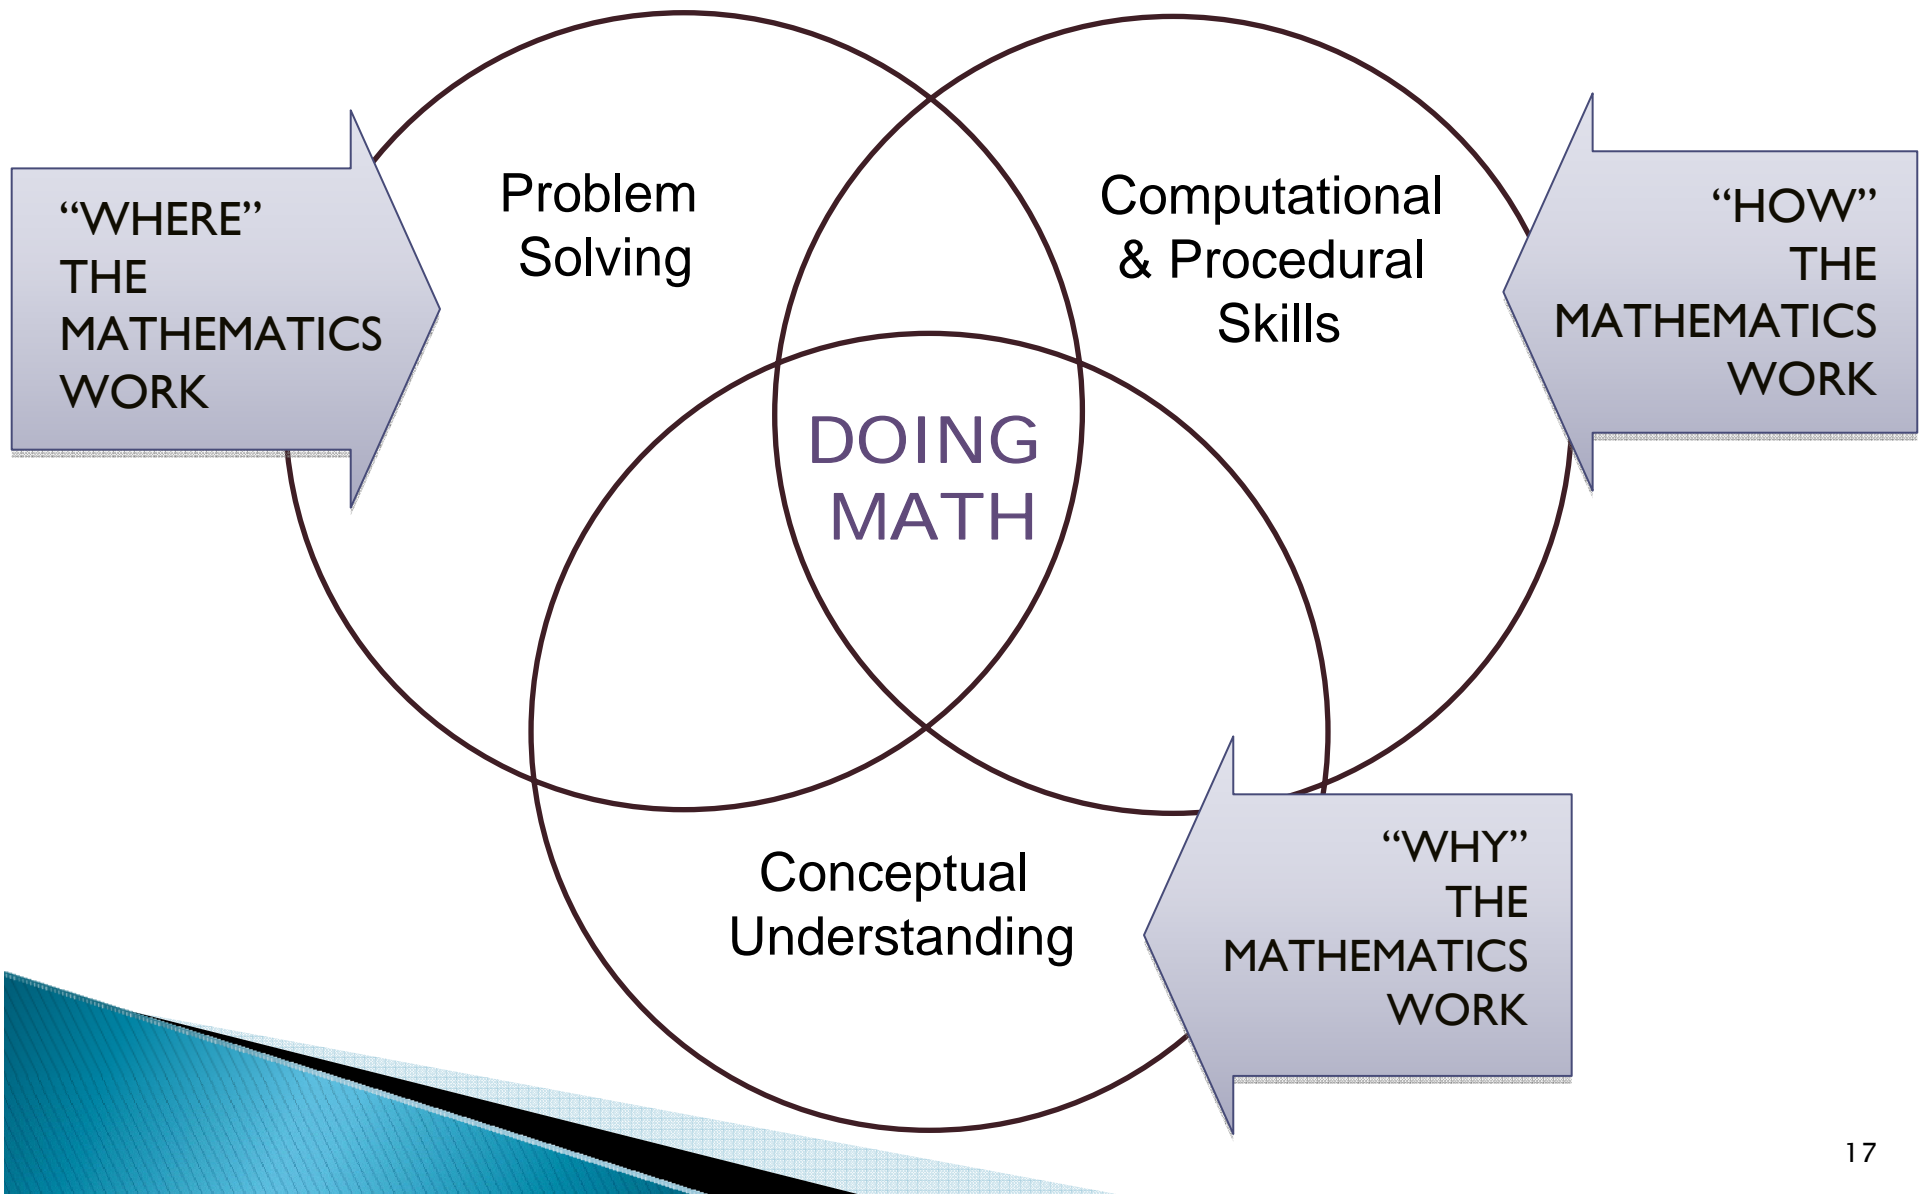 “WHERE”
THE
MATHEMATICS
WORK
Problem
Solving
Computational
& Procedural
Skills
“HOW”
THE
MATHEMATICS
WORK
DOING
MATH
Conceptual
Understanding
“WHY”
THE
MATHEMATICS
WORK
17